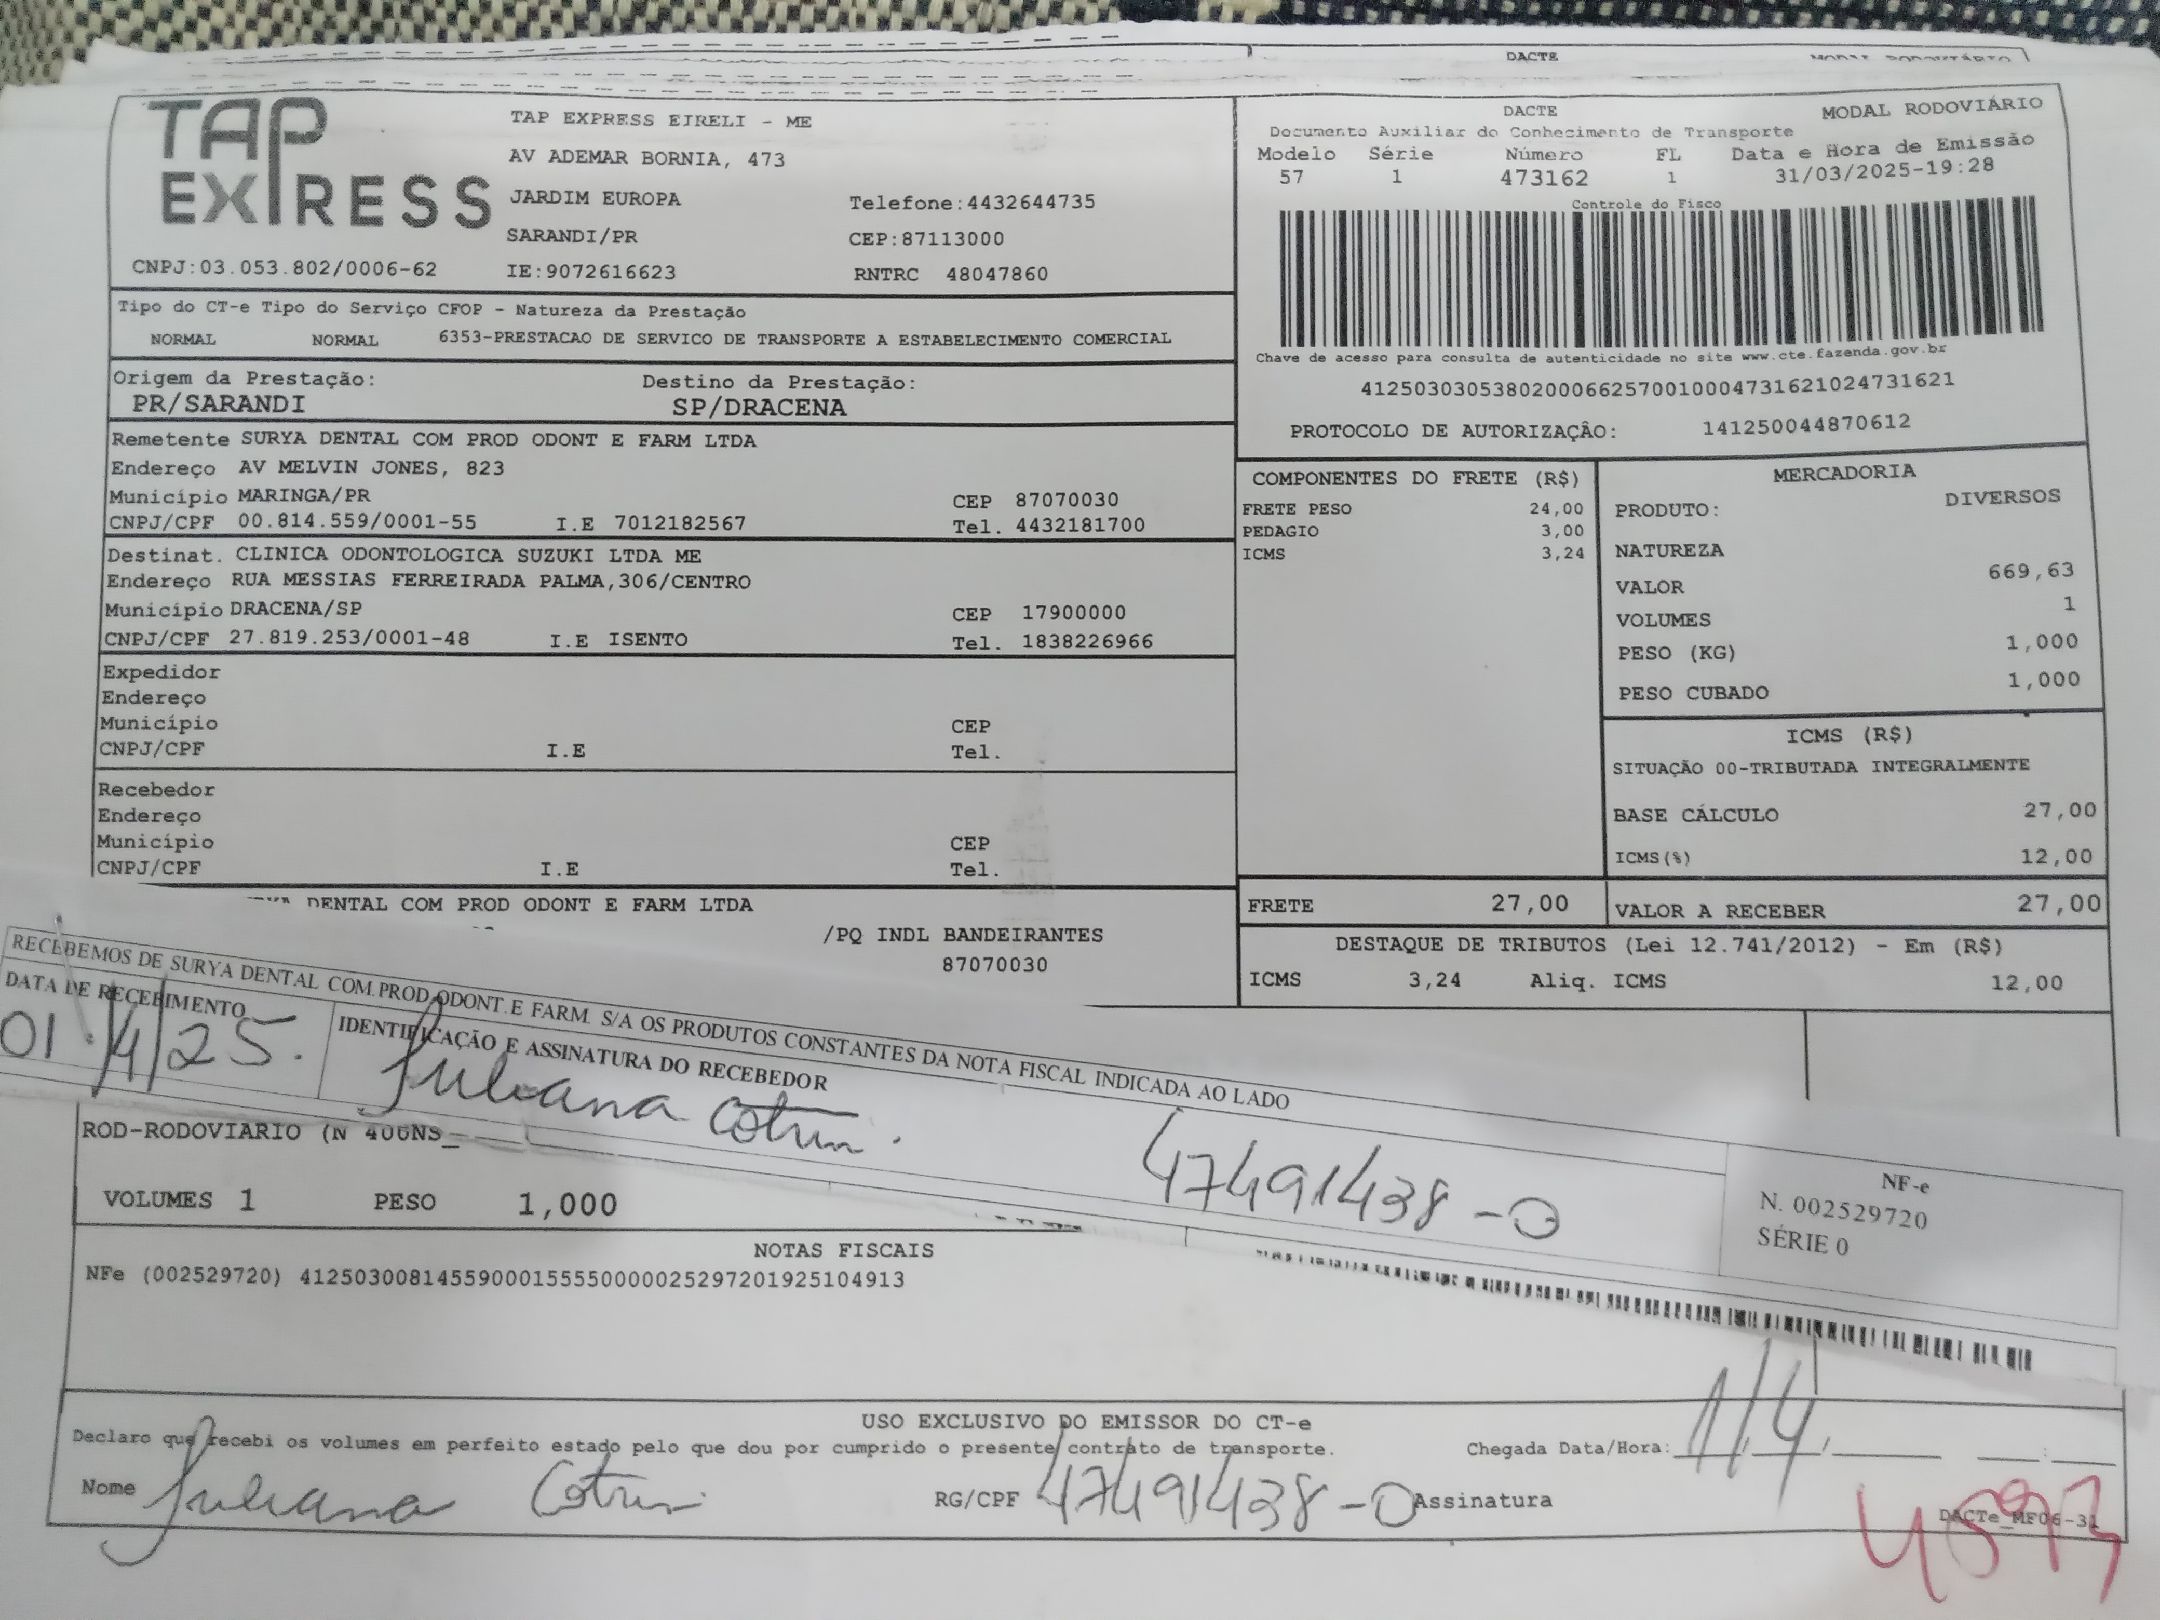 DACTE
TAP EXPRESS
TAP EXPRESS EIRELI - ME
AV ADEMAR BORNIA, 473
JARDIM EUROPA Telefone:4432644735
SARANDI/PR CEP:87113000
CNPJ:03.053.802/0006-62 IE:9072616623 RNTRC 48047860
DACTE MODAL RODOVIÁRIO
Documento Auxiliar do Conhecimento de Transporte
Modelo Série Número FL Data e Hora de Emissão
57 1 473162 1 31/03/2025-19:28
Controle do Fisco
Chave de acesso para consulta de autenticidade no site www.cte.fazenda.gov.br
41250303053802000662570010004731621024731621
PROTOCOLO DE AUTORIZAÇÂO: 141250044870612
Tipo do CT-e Tipo do Serviço CFOP - Natureza da Prestação
NORMAL NORMAL 6353-PRESTACAO DE SERVICO DE TRANSPORTE A ESTABELECIMENTO COMERCIAL
Origem da Prestação: Destino da Prestação:
PR/SARANDI SP/DRACENA
Remetente SURYA DENTAL COM PROD ODONT E FARM LTDA
Endereço AV MELVIN JONES, 823
Município MARINGA/PR CEP 87070030
CNPJ/CPF 00.814.559/0001-55 I.E 7012182567 Tel. 4432181700
Destinat. CLINICA ODONTOLOGICA SUZUKI LTDA ME
Endereço RUA MESSIAS FERREIRADA PALMA,306/CENTRO
Município DRACENA/SP CEP 17900000
CNPJ/CPF 27.819.253/0001-48 I.E ISENTO Tel. 1838226966
Expedidor
Endereço
Município CEP
CNPJ/CPF I.E Tel.
Recebedor
Endereço
Município CEP
CNPJ/CPF I.E Tel.
DENTAL COM PROD ODONT E FARM LTDA
/PQ INDL BANDEIRANTES
87070030
COMPONENTES DO FRETE (R$)
FRETE PESO 24,00
PEDAGIO 3,00
ICMS 3,24
MERCADORIA
PRODUTO: DIVERSOS
NATUREZA
VALOR 669,63
VOLUMES 1
PESO (KG) 1,000
PESO CUBADO 1,000
ICMS (R$)
SITUAÇÃO 00-TRIBUTADA INTEGRALMENTE
BASE CÁLCULO 27,00
ICMS(%) 12,00
FRETE 27,00 VALOR A RECEBER 27,00
DESTAQUE DE TRIBUTOS (Lei 12.741/2012) - Em (R$)
ICMS 3,24 Aliq. ICMS 12,00
RECEBEMOS DE SURYA DENTAL COM.PROD.ODONT.E FARM. S/A OS PRODUTOS CONSTANTES DA NOTA FISCAL INDICADA AO LADO
DATA DE RECEBIMENTO IDENTIFICAÇÃO E ASSINATURA DO RECEBEDOR
01/4/25. Juliana Cotrin. 47491438-0
NF-e
N. 002529720
SÉRIE 0
ROD-RODOVIARIO
VOLUMES 1 PESO 1,000
NOTAS FISCAIS
NFe (002529720) 41250300814559000155550000025297201925104913
USO EXCLUSIVO DO EMISSOR DO CT-e
Declaro que recebi os volumes em perfeito estado pelo que dou por cumprido o presente contrato de transporte. Chegada Data/Hora: 1/4
Nome Juliana Cotrin RG/CPF 47491438-0 Assinatura
DACTe_MF06-31